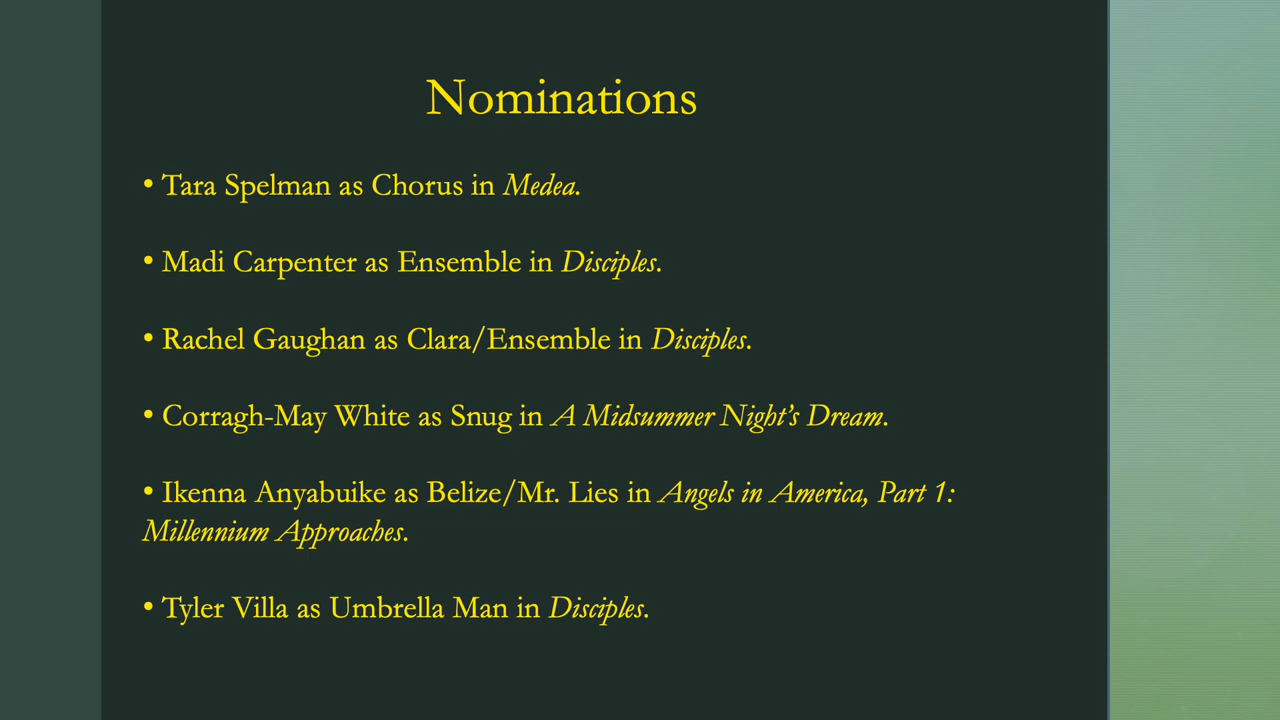 Nominations
• Tara Spelman as Chorus in Medea.
• Madi Carpenter as Ensemble in Disciples.
• Rachel Gaughan as Clara/Ensemble in Disciples.
• Corragh-May White as Snug in A Midsummer Night’s Dream.
• Ikenna Anyabuike as Belize/Mr. Lies in Angels in America, Part 1:
Millennium Approaches.
• Tyler Villa as Umbrella Man in Disciples.